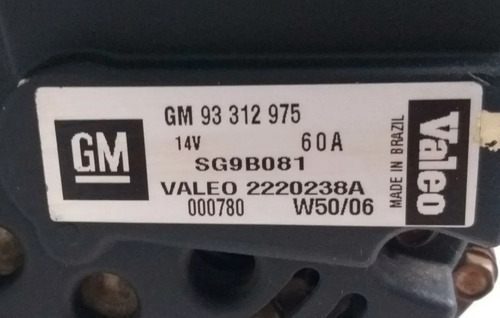 GM
GM 93 312 975
14V 60A
SG9B081
VALEO 2220238A
000780 W50/06
MADE IN BRAZIL
Valeo